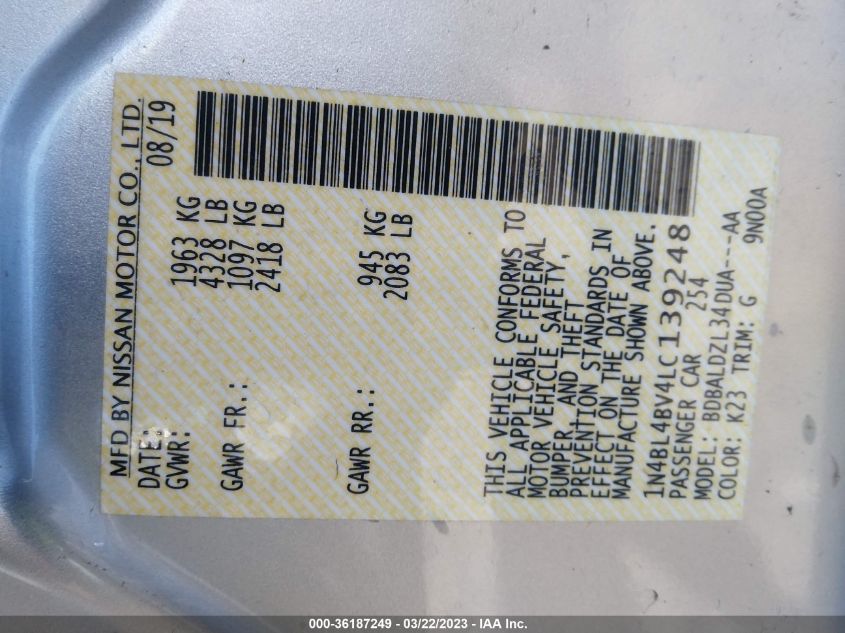 MFD BY NISSAN MOTOR CO., LTD.
DATE: 08/19
GVWR: 1963 KG
4328 LB
GAWR FR.: 1097 KG
2418 LB
GAWR RR.: 945 KG
2083 LB
THIS VEHICLE CONFORMS TO
ALL APPLICABLE FEDERAL
MOTOR VEHICLE SAFETY,
BUMPER, AND THEFT
PREVENTION STANDARDS IN
EFFECT ON THE DATE OF
MANUFACTURE SHOWN ABOVE.
1N4BL4BV4LC139248
PASSENGER CAR 254
MODEL: BDBALDZL34DUA---AA
COLOR: K23 TRIM: G 9N00A
000-36187249 - 03/22/2023 - IAA Inc.